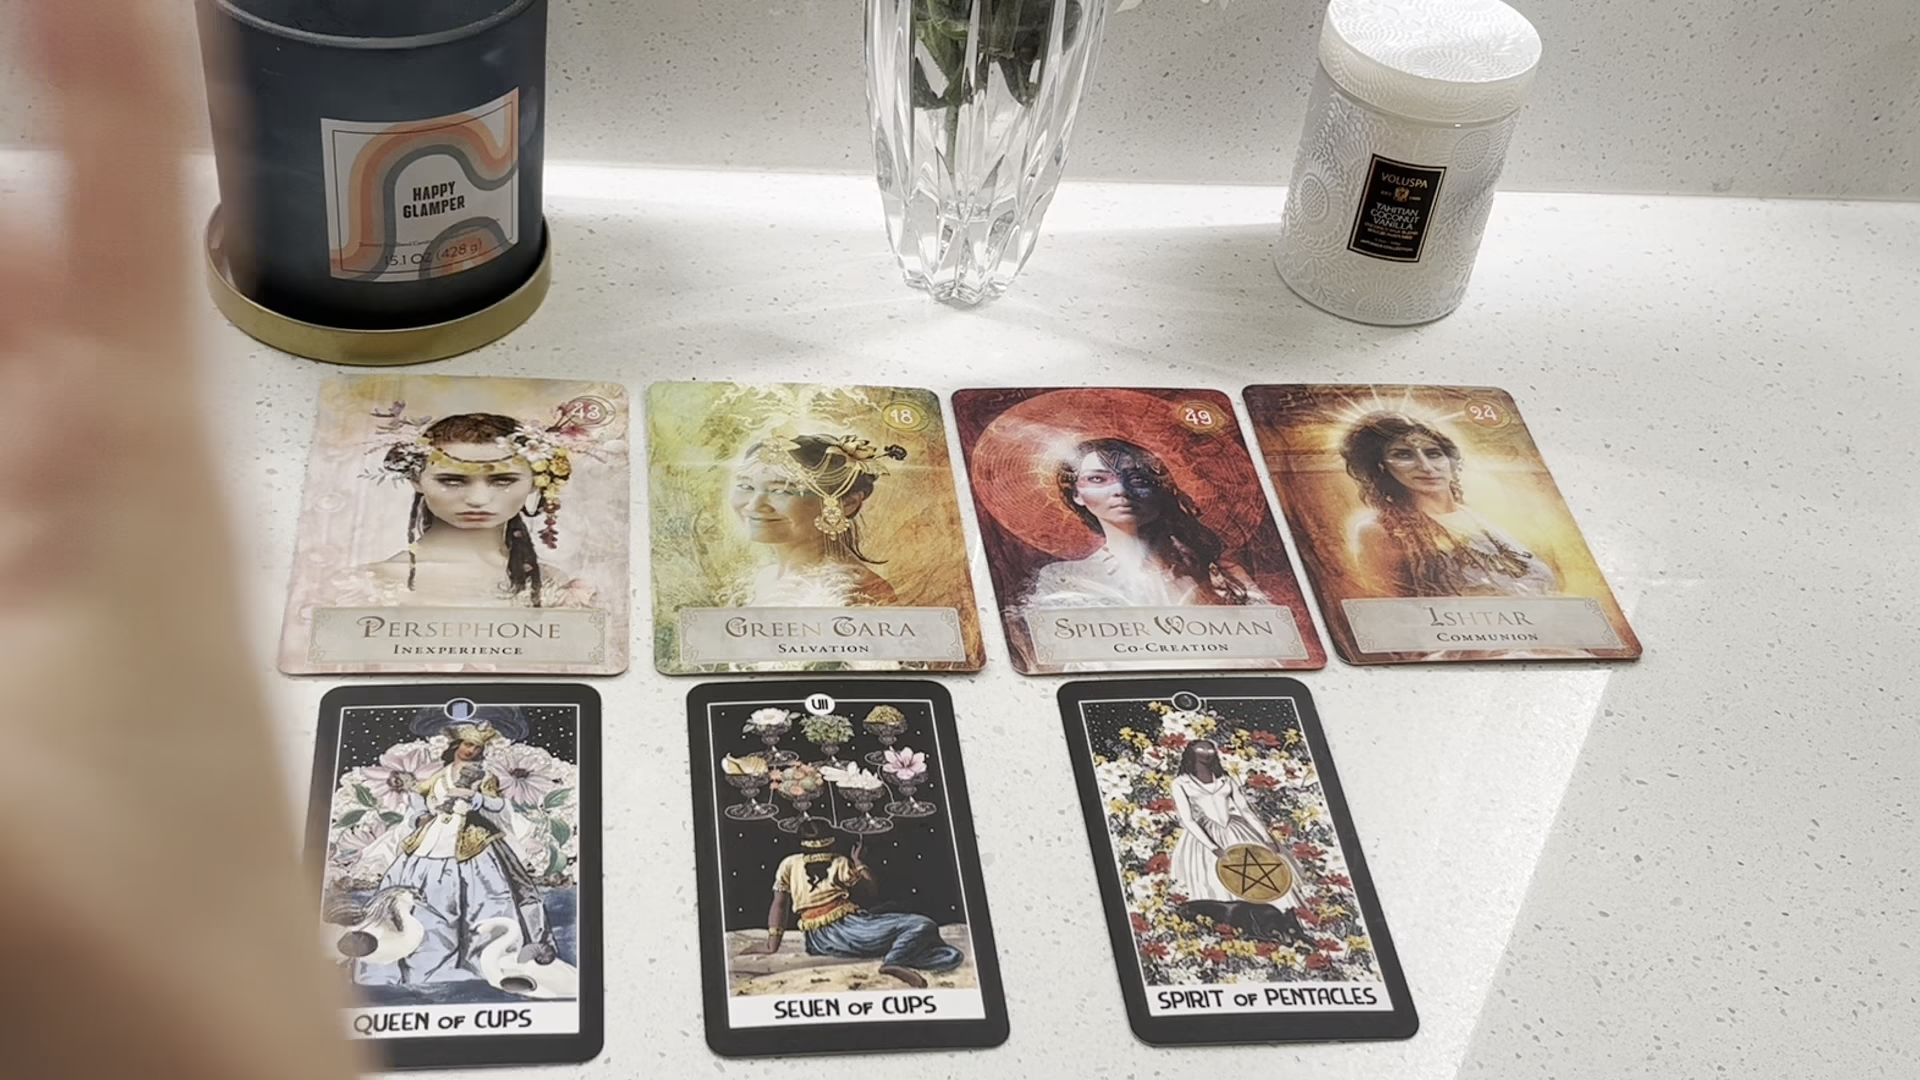 HAPPY
GLAMPER
15.1 OZ (428 g)
VOLUSPA
TAHITIAN
COCONUT
VANILLA
43
PERSEPHONE
INEXPERIENCE
18
GREEN TARA
SALVATION
49
SPIDER WOMAN
CO-CREATION
24
ISHTAR
COMMUNION
QUEEN OF CUPS
VII
SEVEN OF CUPS
SPIRIT OF PENTACLES